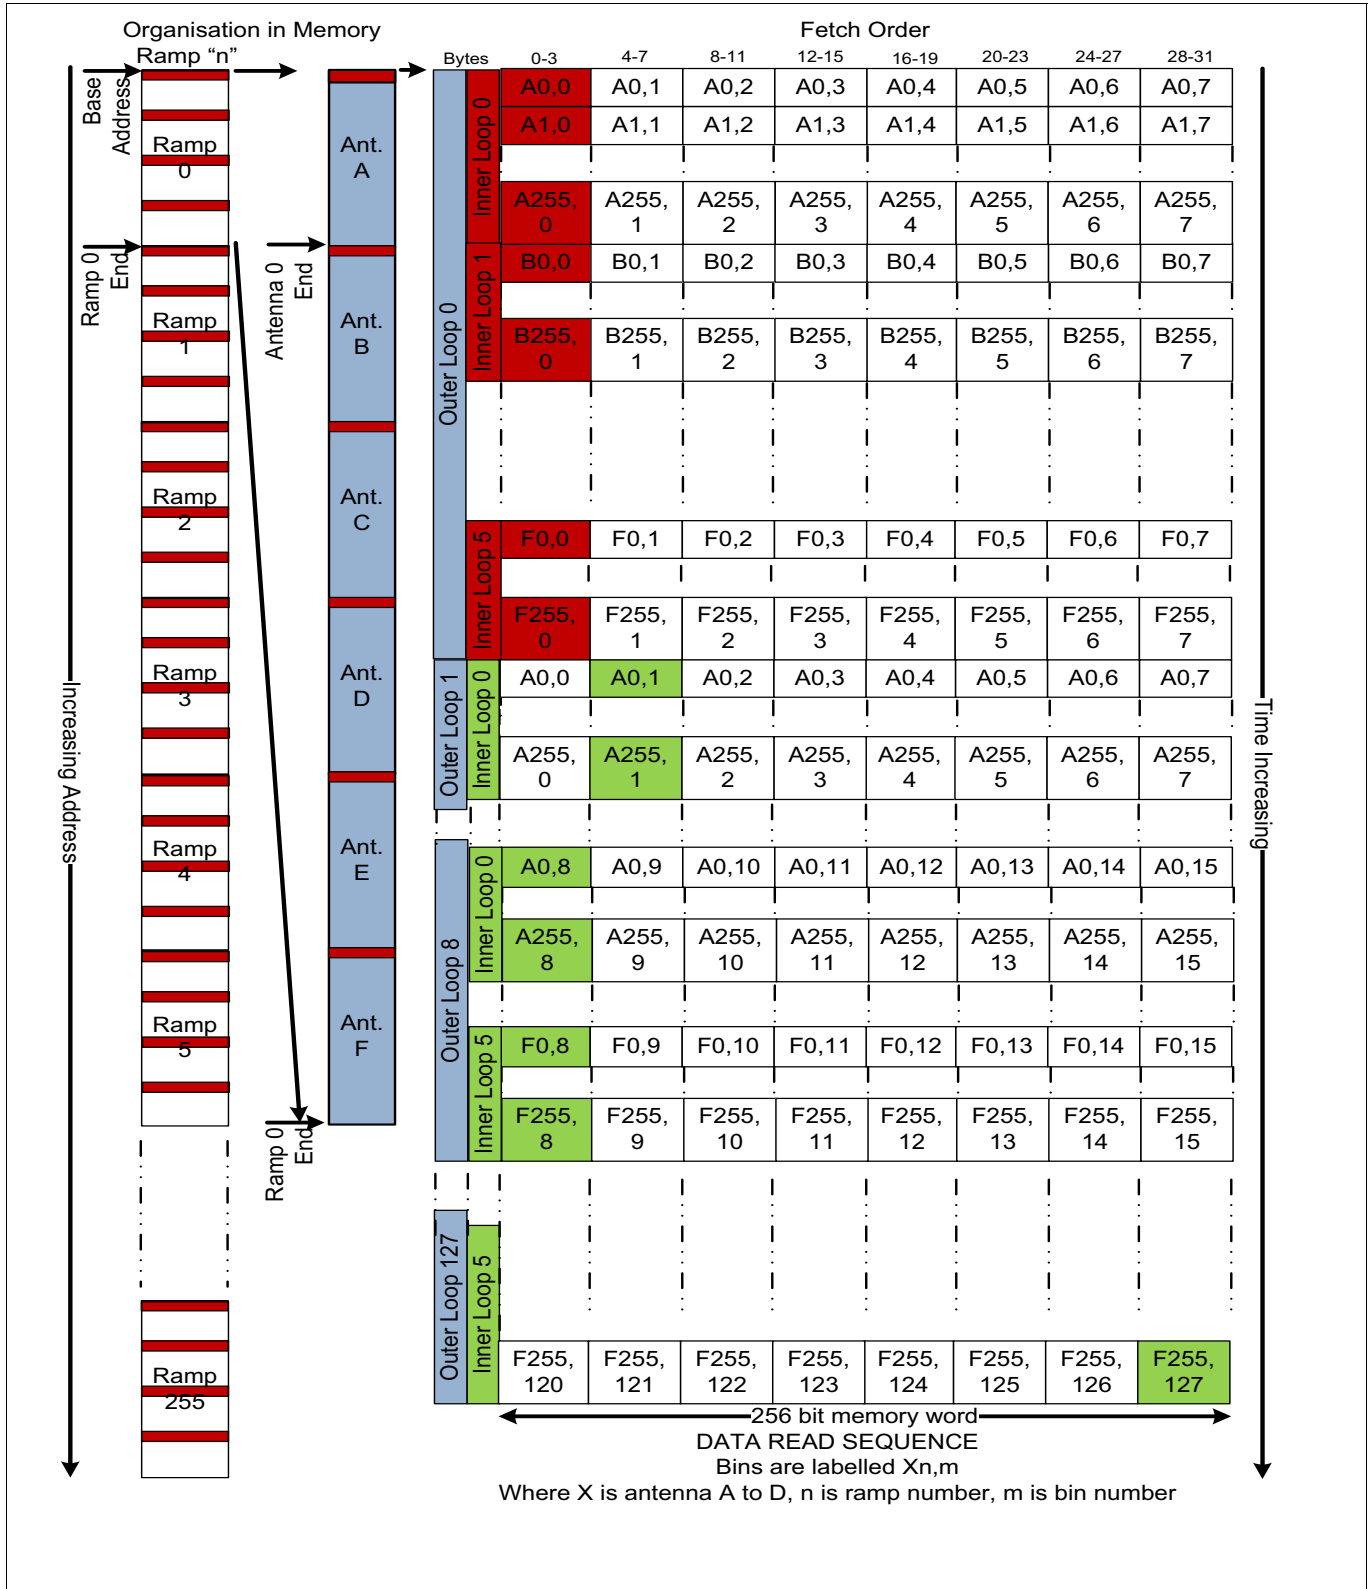 Organisation in Memory
Ramp “n”
Base
Address
Ramp
0
Ramp 0
End
Ramp
1
Ramp
2
Ramp
3
Ramp
4
Ramp
5
Ramp
255
Increasing Address
Antenna 0
End
Ramp 0
End
Ant.
A
Ant.
B
Ant.
C
Ant.
D
Ant.
E
Ant.
F
Fetch Order
Bytes 0-3 4-7 8-11 12-15 16-19 20-23 24-27 28-31
Outer Loop 0
Inner Loop 0
A0,0 A0,1 A0,2 A0,3 A0,4 A0,5 A0,6 A0,7
A1,0 A1,1 A1,2 A1,3 A1,4 A1,5 A1,6 A1,7
A255, A255, A255, A255, A255, A255, A255, A255,
0 1 2 3 4 5 6 7
Inner Loop 1
B0,0 B0,1 B0,2 B0,3 B0,4 B0,5 B0,6 B0,7
B255, B255, B255, B255, B255, B255, B255, B255,
0 1 2 3 4 5 6 7
Inner Loop 5
F0,0 F0,1 F0,2 F0,3 F0,4 F0,5 F0,6 F0,7
F255, F255, F255, F255, F255, F255, F255, F255,
0 1 2 3 4 5 6 7
Outer Loop 1
Inner Loop 0
A0,0 A0,1 A0,2 A0,3 A0,4 A0,5 A0,6 A0,7
A255, A255, A255, A255, A255, A255, A255, A255,
0 1 2 3 4 5 6 7
Outer Loop 8
Inner Loop 0
A0,8 A0,9 A0,10 A0,11 A0,12 A0,13 A0,14 A0,15
A255, A255, A255, A255, A255, A255, A255, A255,
8 9 10 11 12 13 14 15
Inner Loop 5
F0,8 F0,9 F0,10 F0,11 F0,12 F0,13 F0,14 F0,15
F255, F255, F255, F255, F255, F255, F255, F255,
8 9 10 11 12 13 14 15
Outer Loop 127
Inner Loop 5
F255, F255, F255, F255, F255, F255, F255, F255,
120 121 122 123 124 125 126 127
Time Increasing
256 bit memory word
DATA READ SEQUENCE
Bins are labelled Xn,m
Where X is antenna A to D, n is ramp number, m is bin number